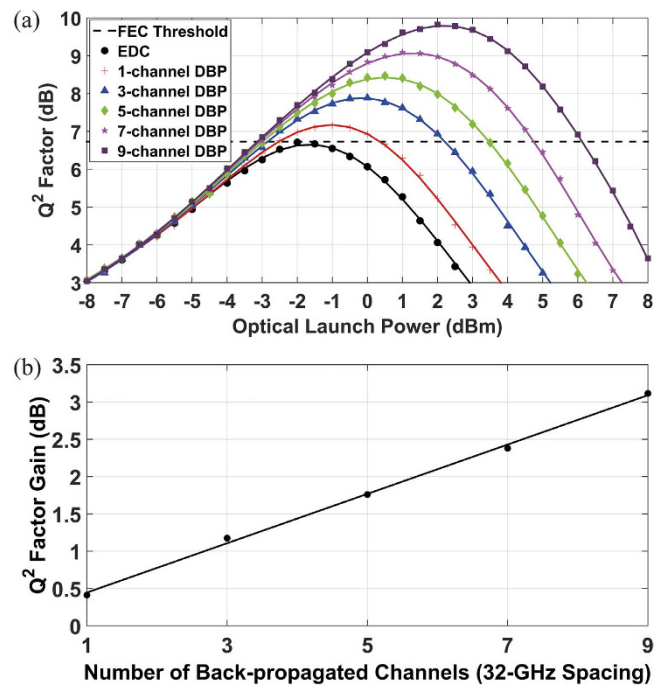 (a)
10
9
8
7
6
5
4
3
Q² Factor (dB)
FEC Threshold
EDC
1-channel DBP
3-channel DBP
5-channel DBP
7-channel DBP
9-channel DBP
-8 -7 -6 -5 -4 -3 -2 -1 0 1 2 3 4 5 6 7 8
Optical Launch Power (dBm)
(b)
3.5
3
2.5
2
1.5
1
0.5
0
Q² Factor Gain (dB)
1 3 5 7 9
Number of Back-propagated Channels (32-GHz Spacing)